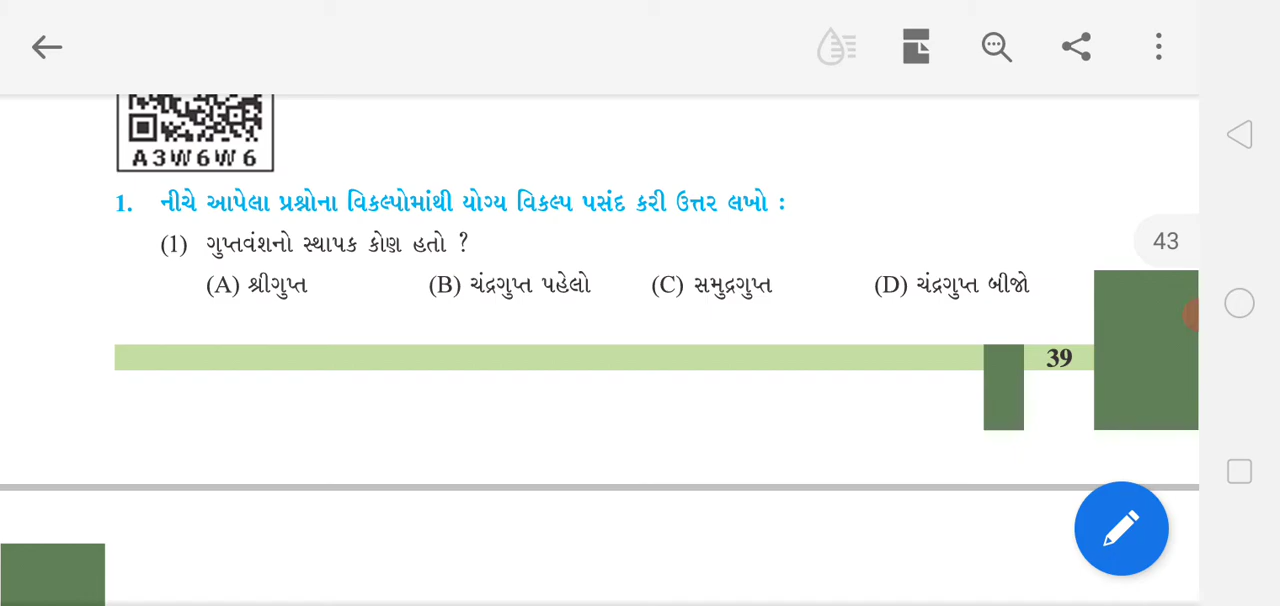 A3W6W6
1. નીચે આપેલા પ્રશ્નોના વિકલ્પોમાંથી યોગ્ય વિકલ્પ પસંદ કરી ઉત્તર લખો :
(1) ગુપ્તવંશનો સ્થાપક કોણ હતો ?
43
(A) શ્રીગુપ્ત (B) ચંદ્રગુપ્ત પહેલો (C) સમુદ્રગુપ્ત (D) ચંદ્રગુપ્ત બીજો
39